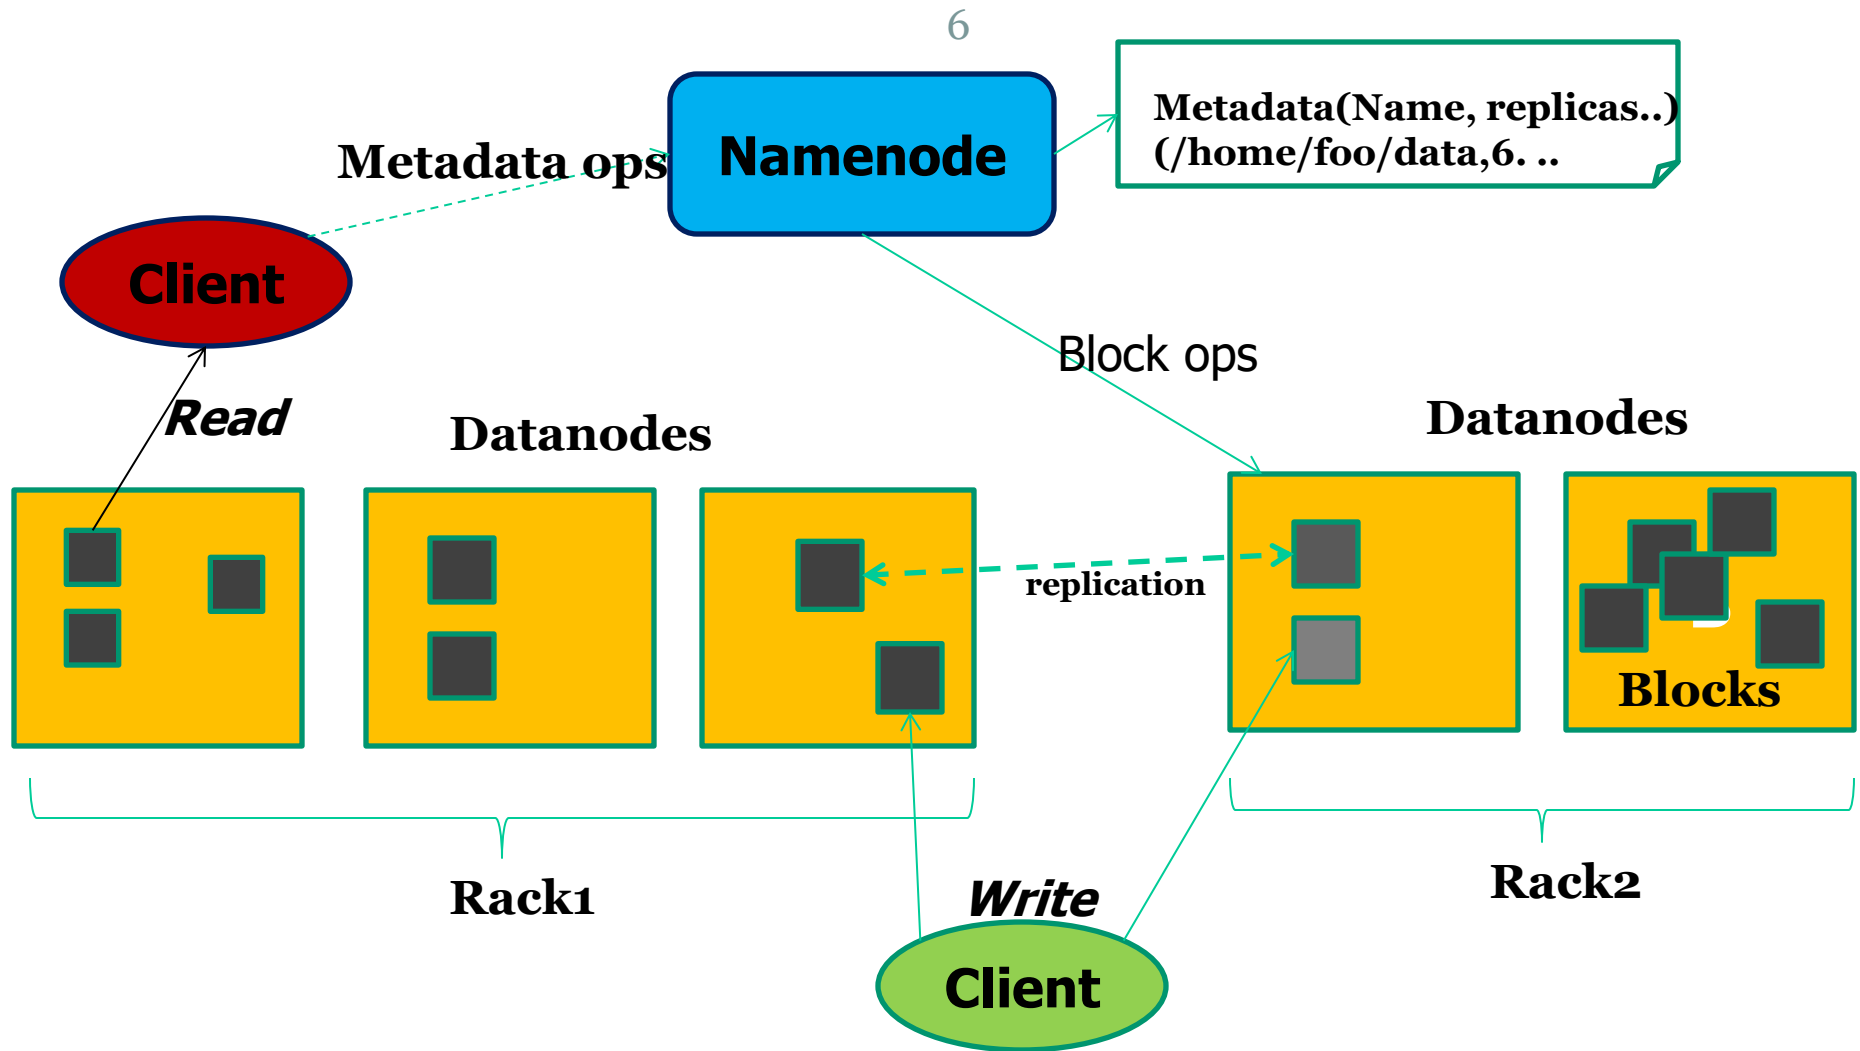 6
Metadata(Name, replicas..)
(/home/foo/data,6. ..
Metadata ops
Namenode
Client
Block ops
Read
Datanodes
Datanodes
replication
Blocks
Rack1
Rack2
Write
Client